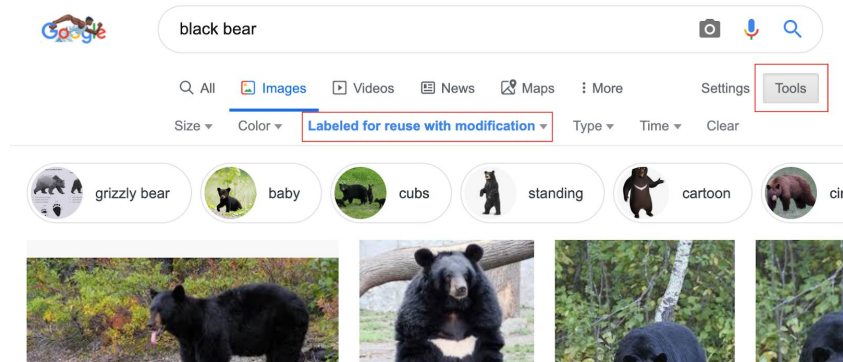 Google
black bear
All Images Videos News Maps More Settings Tools
Size Color Labeled for reuse with modification Type Time Clear
grizzly bear baby cubs standing cartoon